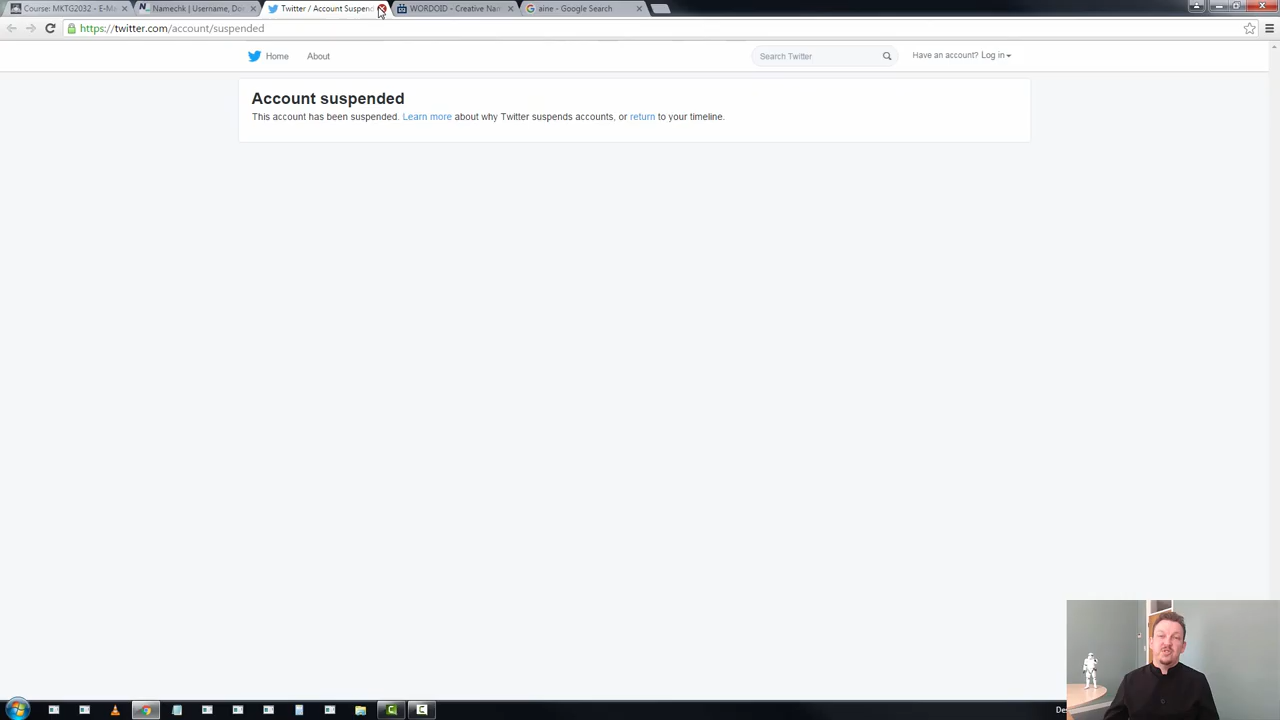 Course: MKTG2032 - E-M
Namechk | Username, Do
Twitter / Account Suspend
WORDOID - Creative Nam
aine - Google Search
https://twitter.com/account/suspended
Home
About
Search Twitter
Have an account? Log in
Account suspended
This account has been suspended. Learn more about why Twitter suspends accounts, or return to your timeline.
De